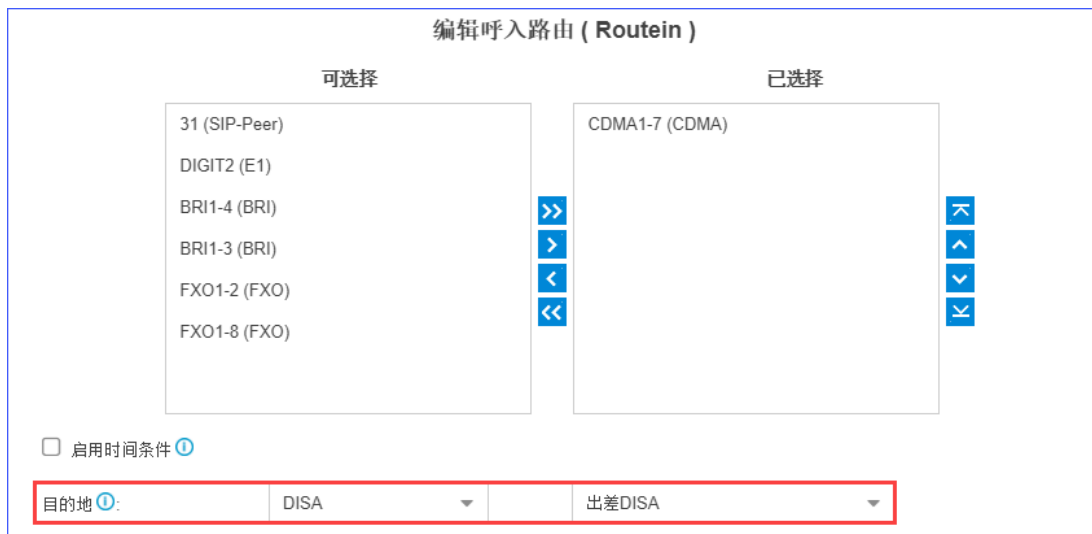 编辑呼入路由 ( Routein )
可选择
已选择
31 (SIP-Peer)
DIGIT2 (E1)
BRI1-4 (BRI)
BRI1-3 (BRI)
FXO1-2 (FXO)
FXO1-8 (FXO)
CDMA1-7 (CDMA)
启用时间条件
目的地: DISA 出差DISA